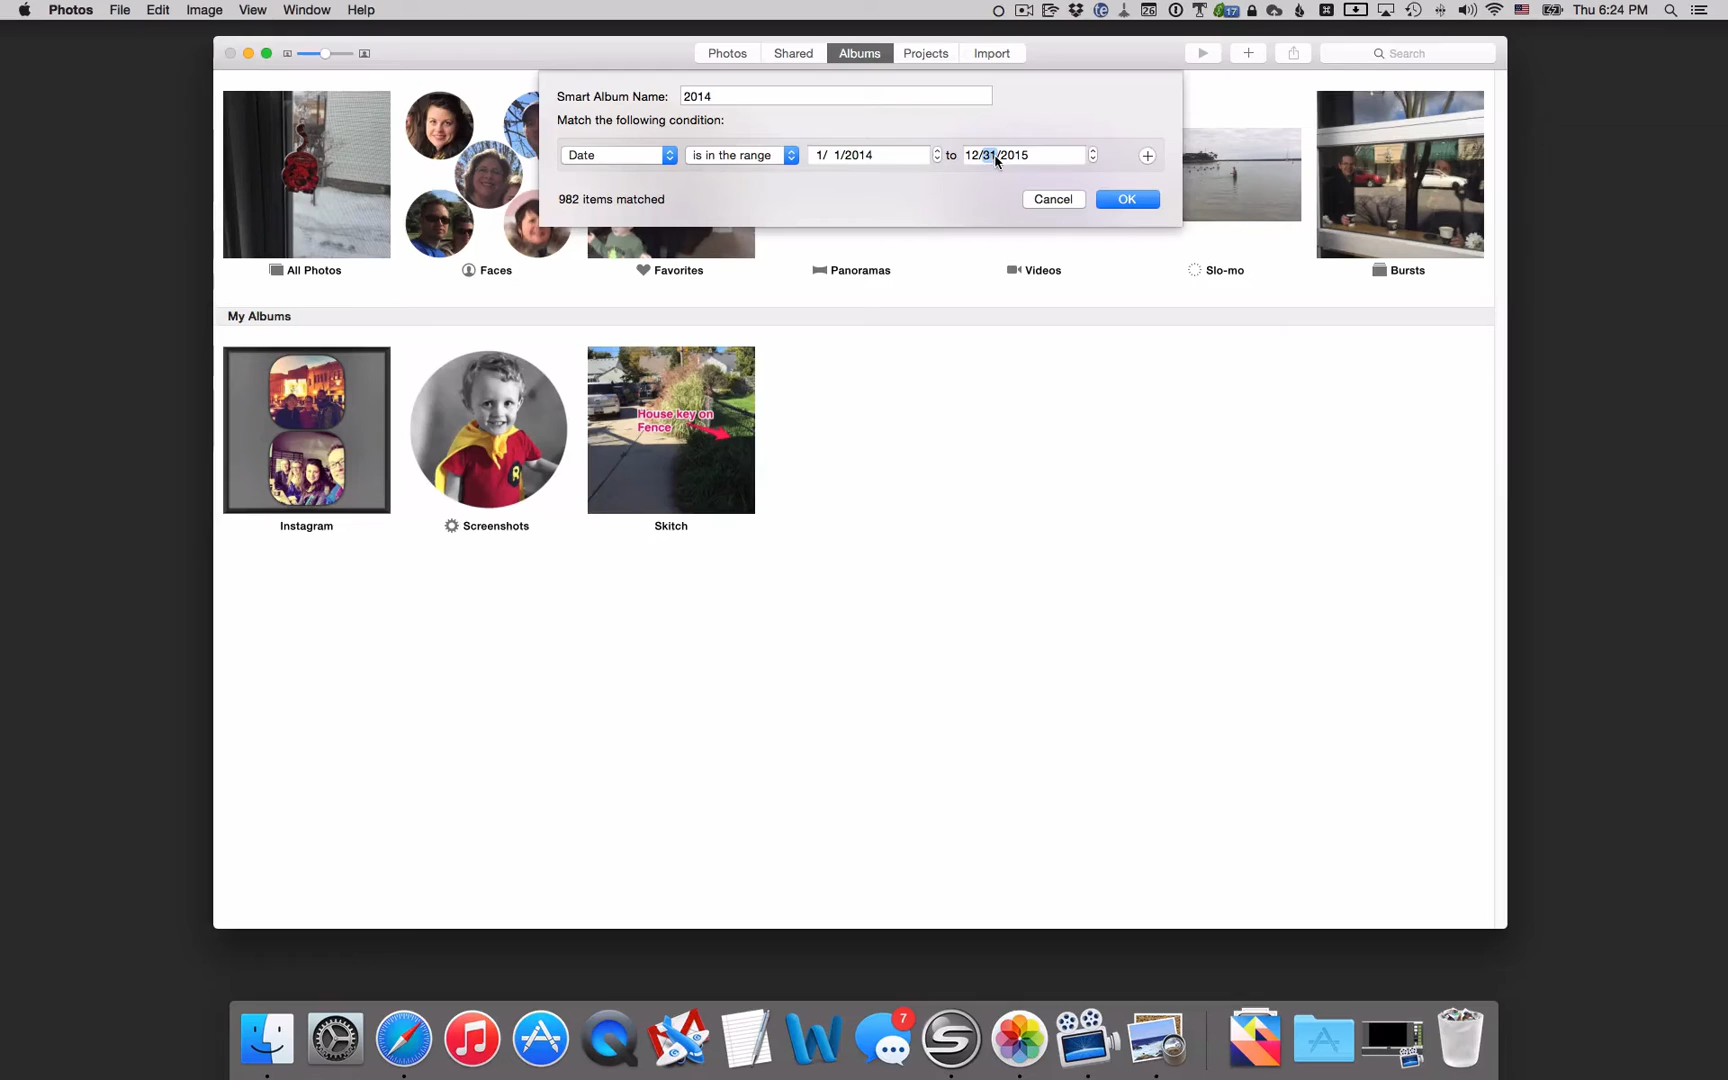 Photos File Edit Image View Window Help
26 17 Thu 6:24 PM
Photos Shared Albums Projects Import
Search
Smart Album Name: 2014
Match the following condition:
Date is in the range 1/ 1/2014 to 12/31/2015
982 items matched
Cancel OK
All Photos Faces Favorites Panoramas Videos Slo-mo Bursts
My Albums
R
House key on
Fence
Instagram Screenshots Skitch
7